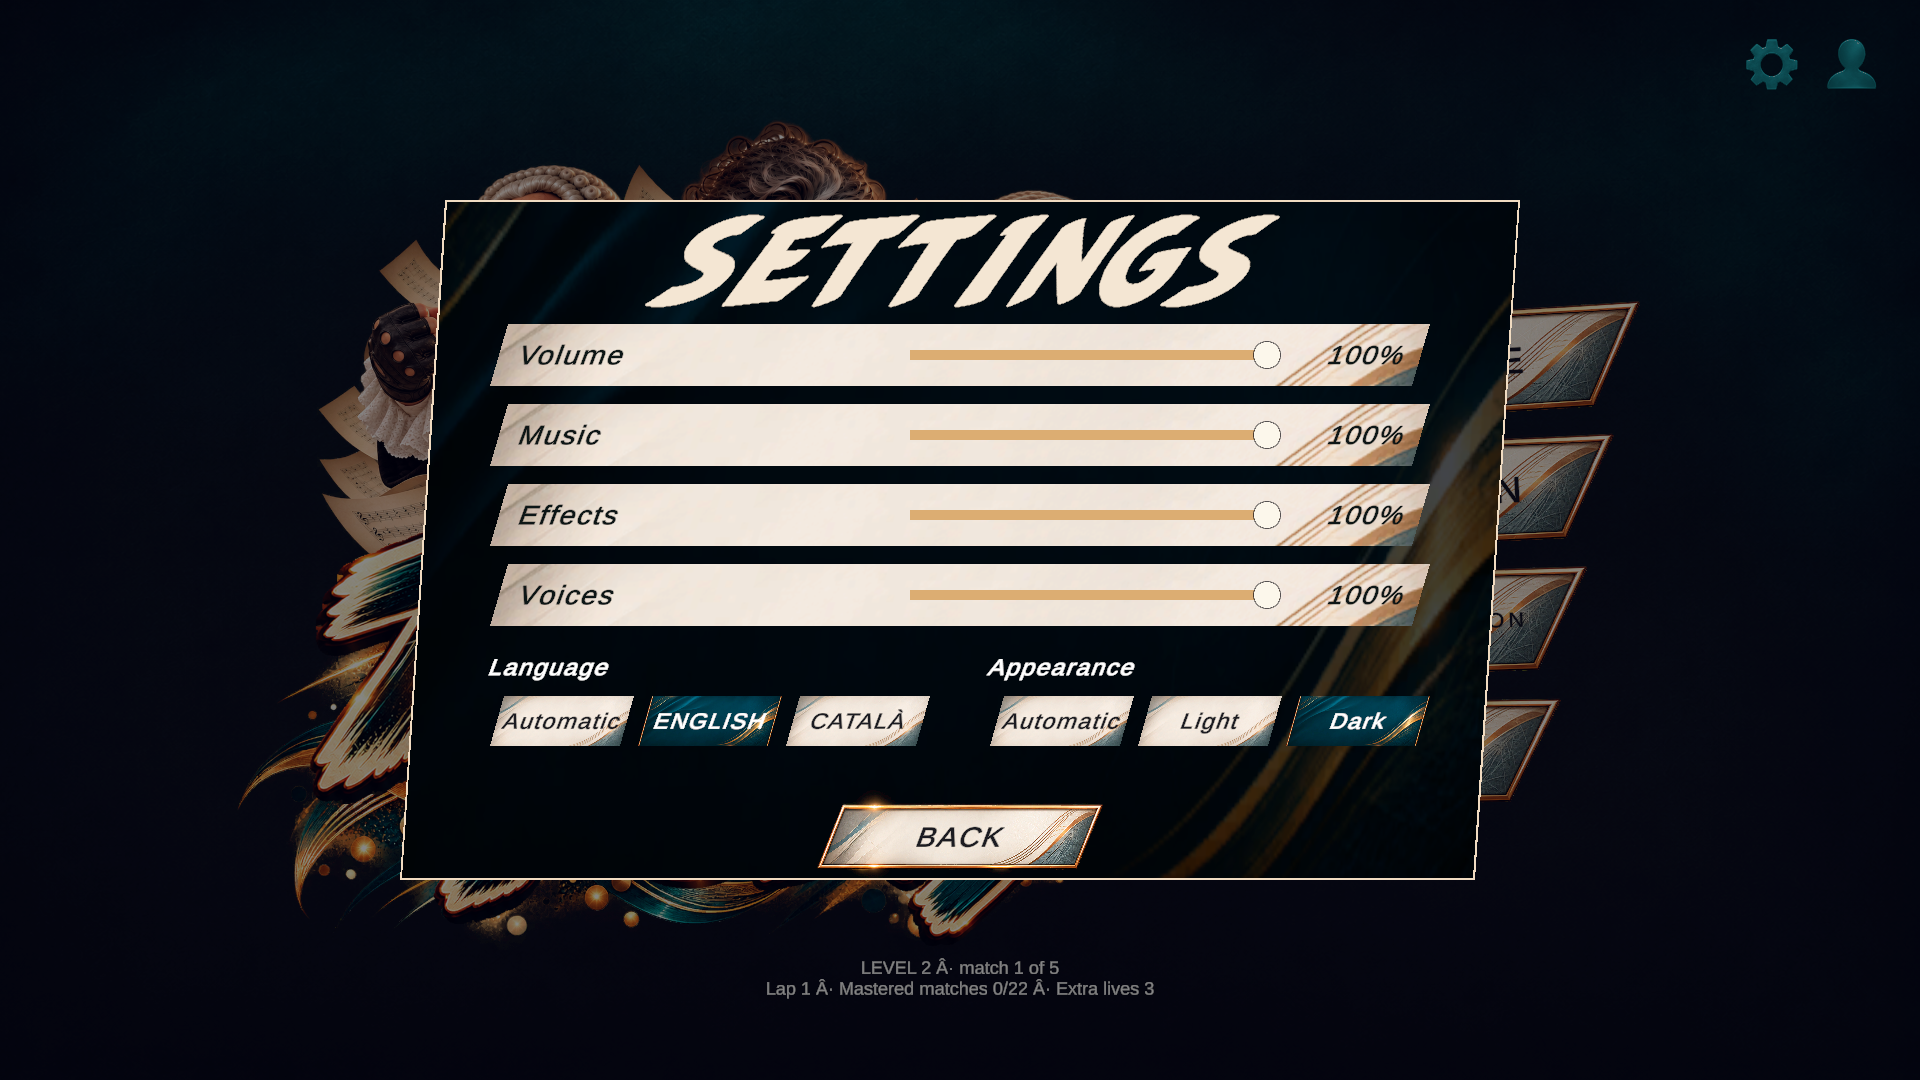 SETTINGS
Volume 100%
Music 100%
Effects 100%
Voices 100%
Language Appearance
Automatic ENGLISH CATALÀ Automatic Light Dark
BACK
LEVEL 2 Â· match 1 of 5
Lap 1 Â· Mastered matches 0/22 Â· Extra lives 3